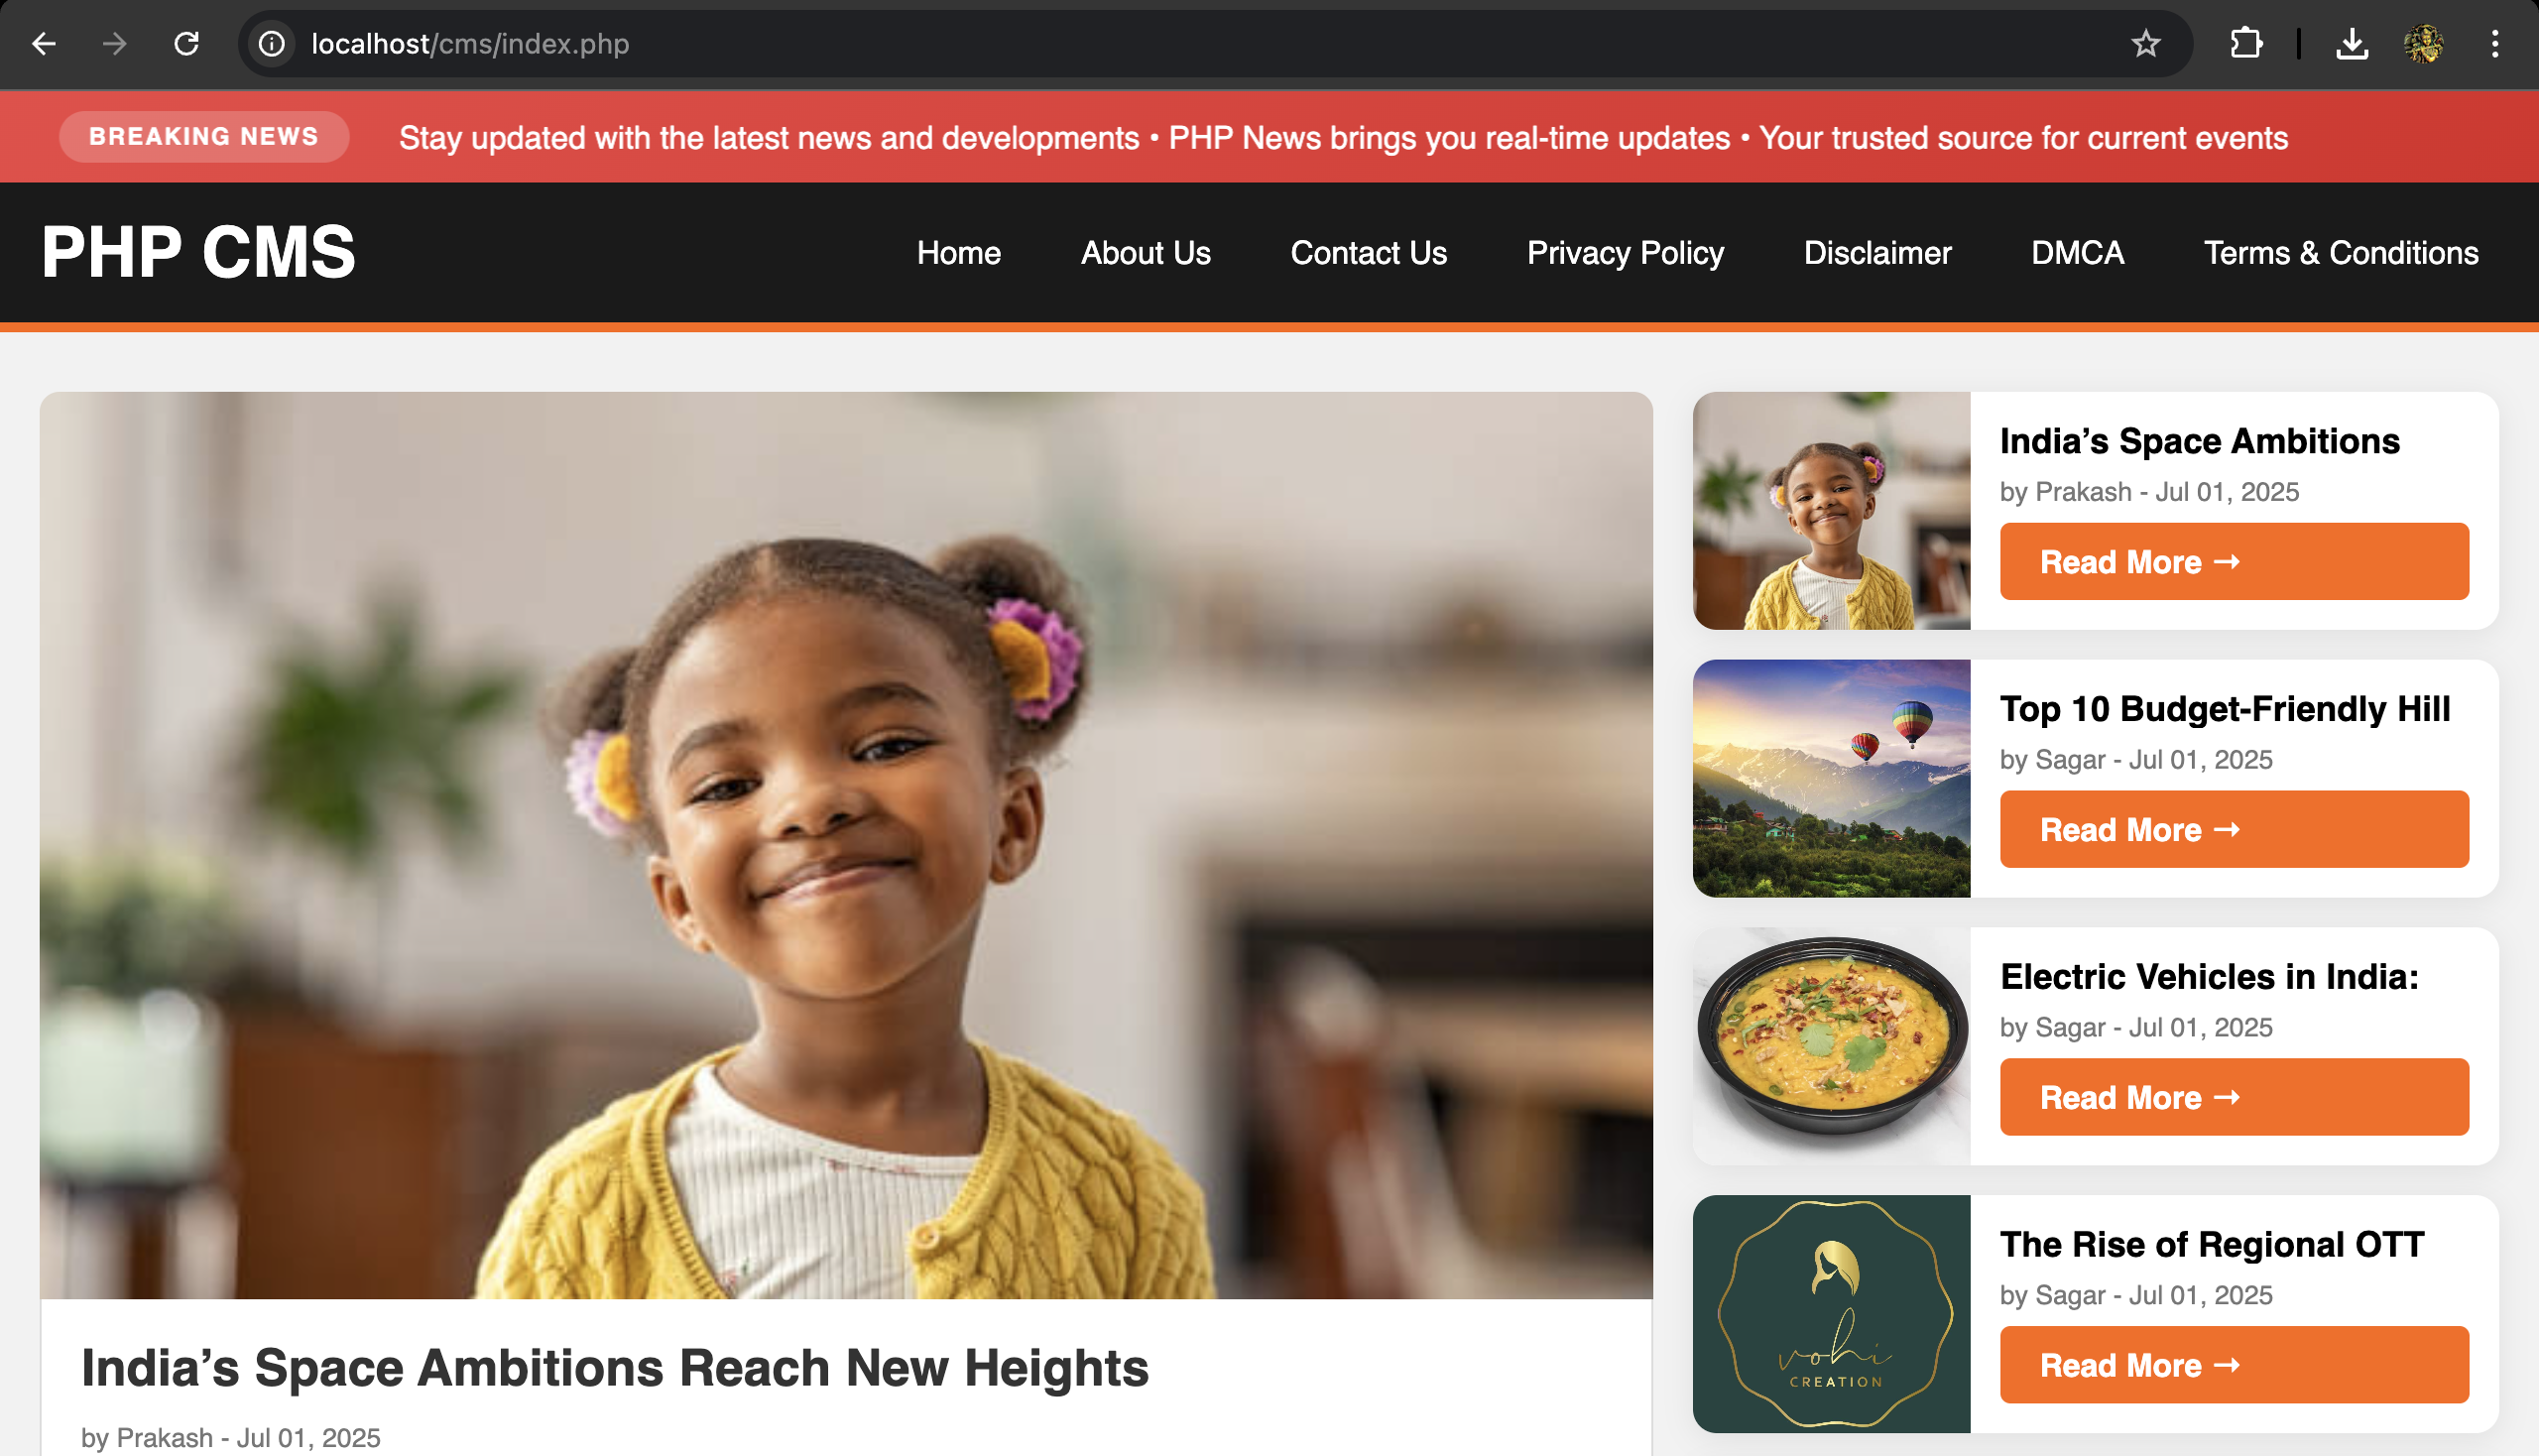 localhost/cms/index.php
BREAKING NEWS
Stay updated with the latest news and developments • PHP News brings you real-time updates • Your trusted source for current events
PHP CMS
Home
About Us
Contact Us
Privacy Policy
Disclaimer
DMCA
Terms & Conditions
India’s Space Ambitions Reach New Heights
by Prakash - Jul 01, 2025
India’s Space Ambitions
by Prakash - Jul 01, 2025
Read More →
Top 10 Budget-Friendly Hill
by Sagar - Jul 01, 2025
Read More →
Electric Vehicles in India:
by Sagar - Jul 01, 2025
Read More →
vohi
CREATION
The Rise of Regional OTT
by Sagar - Jul 01, 2025
Read More →